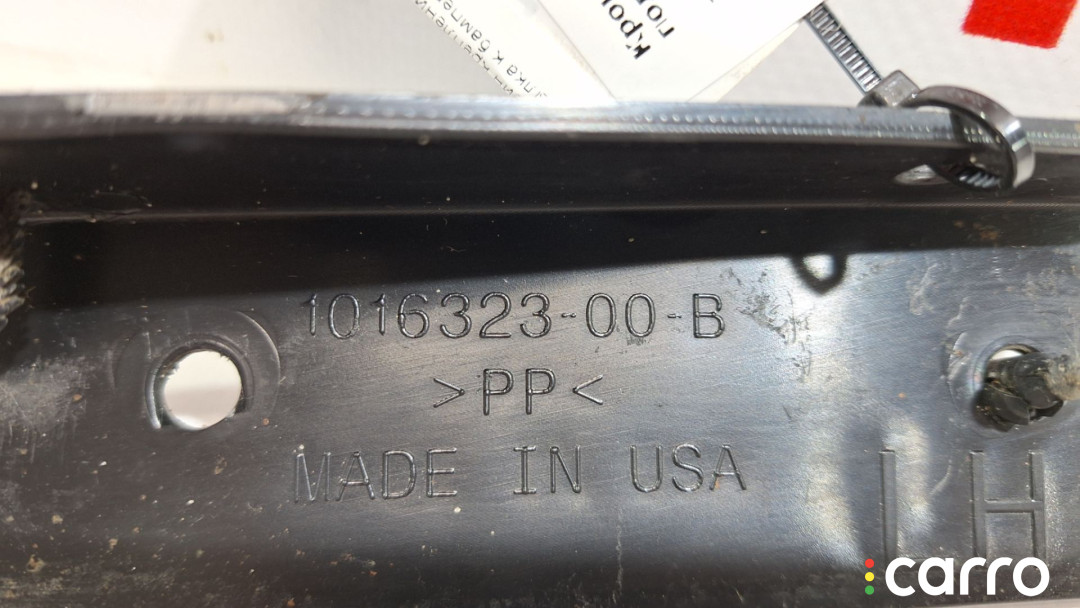 1016323-00-B
>PP<
MADE IN USA
LH
carro